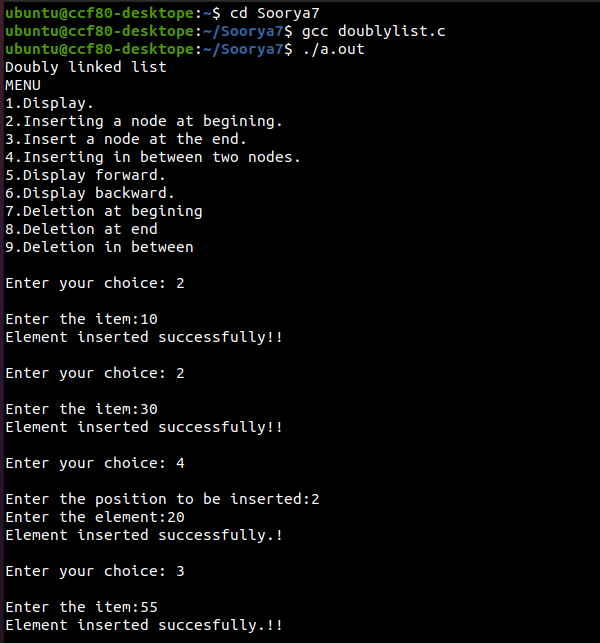 ubuntu@ccf80-desktope:~$ cd Soorya7
ubuntu@ccf80-desktope:~/Soorya7$ gcc doublylist.c
ubuntu@ccf80-desktope:~/Soorya7$ ./a.out
Doubly linked list
MENU
1.Display.
2.Inserting a node at begining.
3.Insert a node at the end.
4.Inserting in between two nodes.
5.Display forward.
6.Display backward.
7.Deletion at begining
8.Deletion at end
9.Deletion in between
Enter your choice: 2
Enter the item:10
Element inserted successfully!!
Enter your choice: 2
Enter the item:30
Element inserted successfully!!
Enter your choice: 4
Enter the position to be inserted:2
Enter the element:20
Element inserted successfully.!
Enter your choice: 3
Enter the item:55
Element inserted succesfully.!!